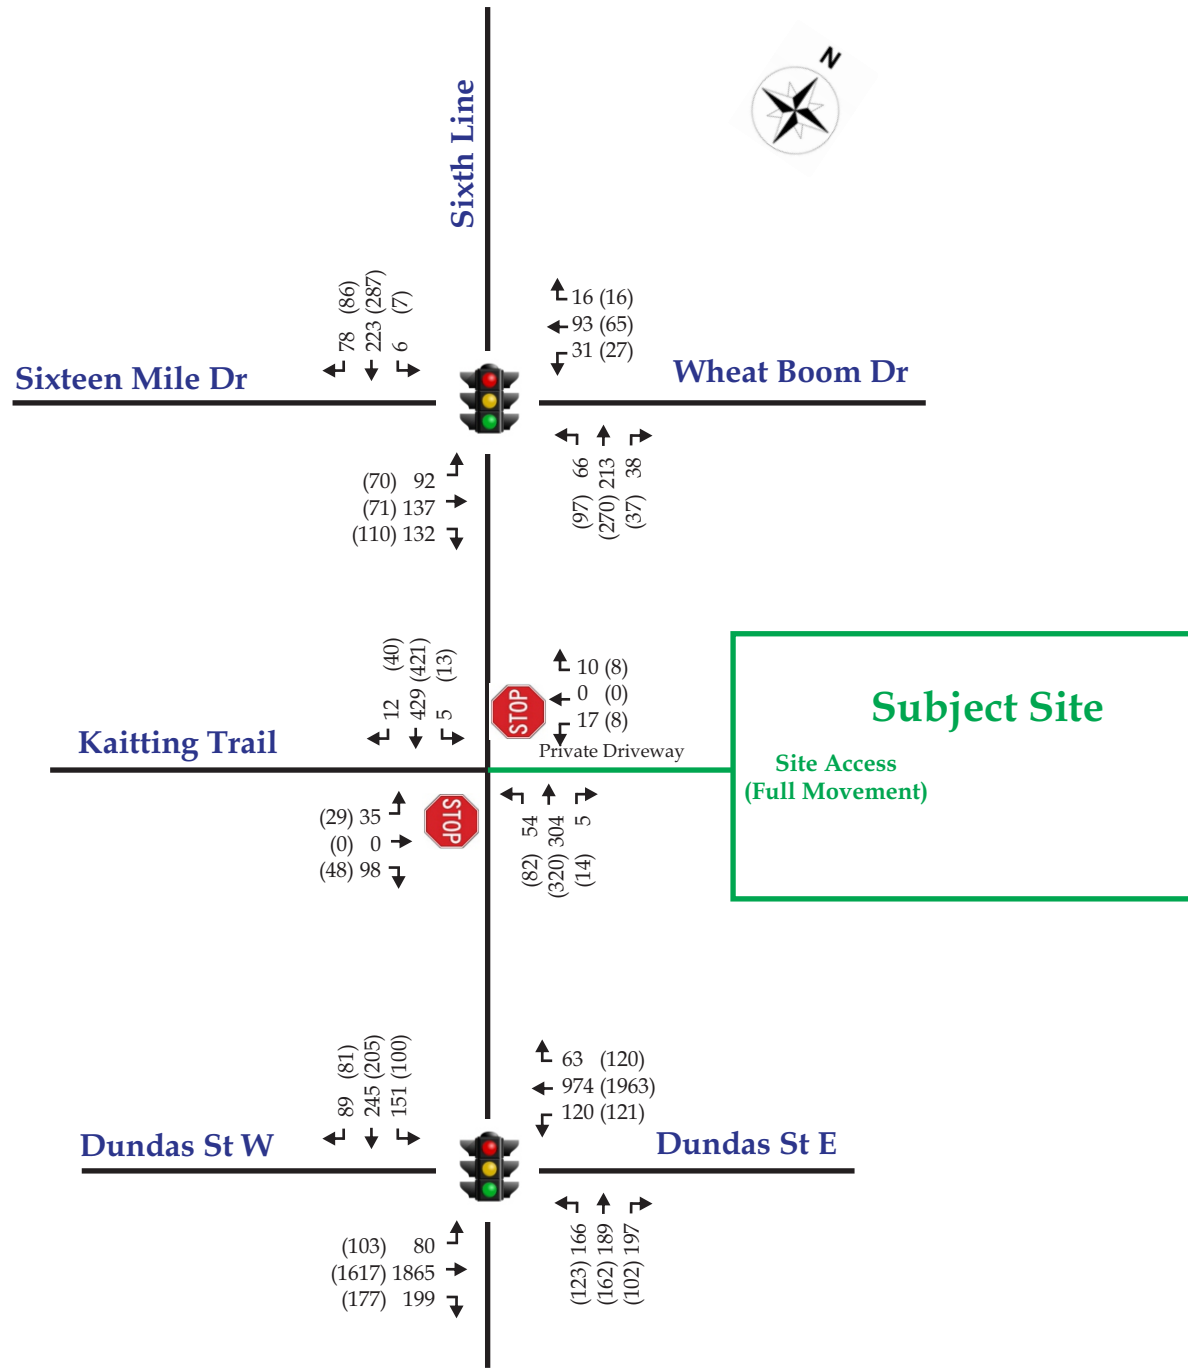 N
Sixth Line
78 (86)
223 (287)
6 (7)
16 (16)
93 (65)
31 (27)
Sixteen Mile Dr
Wheat Boom Dr
(70) 92
(71) 137
(110) 132
(97) 66
(270) 213
(37) 38
12 (40)
429 (421)
5 (13)
STOP
10 (8)
0 (0)
17 (8)
Subject Site
Kaitting Trail
Private Driveway
Site Access
(Full Movement)
(29) 35
(0) 0
(48) 98
STOP
(82) 54
(320) 304
(14) 5
89 (81)
245 (205)
151 (100)
63 (120)
974 (1963)
120 (121)
Dundas St W
Dundas St E
(103) 80
(1617) 1865
(177) 199
(123) 166
(162) 189
(102) 197